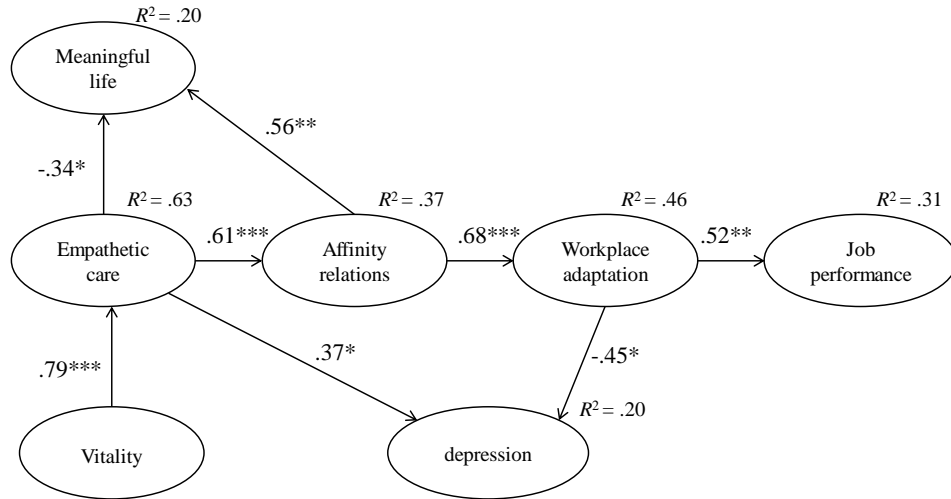 R² = .20
Meaningful
life
.56**
-.34*
R² = .63
R² = .37
R² = .46
R² = .31
Empathetic
care
.61***
Affinity
relations
.68***
Workplace
adaptation
.52**
Job
performance
.79***
.37*
-.45*
R² = .20
Vitality
depression